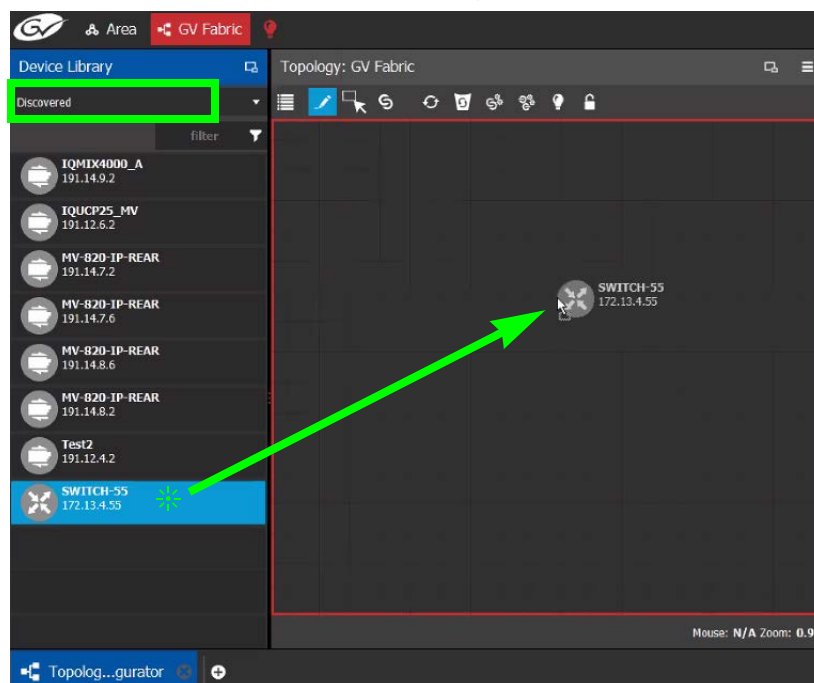 GV Area GV Fabric
Device Library
Topology: GV Fabric
Discovered
filter
IQMIX4000_A
191.14.9.2
IQUCP25_MV
191.12.6.2
MV-820-IP-REAR
191.14.7.2
MV-820-IP-REAR
191.14.7.6
MV-820-IP-REAR
191.14.8.6
MV-820-IP-REAR
191.14.8.2
Test2
191.12.4.2
SWITCH-55
172.13.4.55
SWITCH-55
172.13.4.55
Mouse: N/A Zoom: 0.9
Topolog...gurator